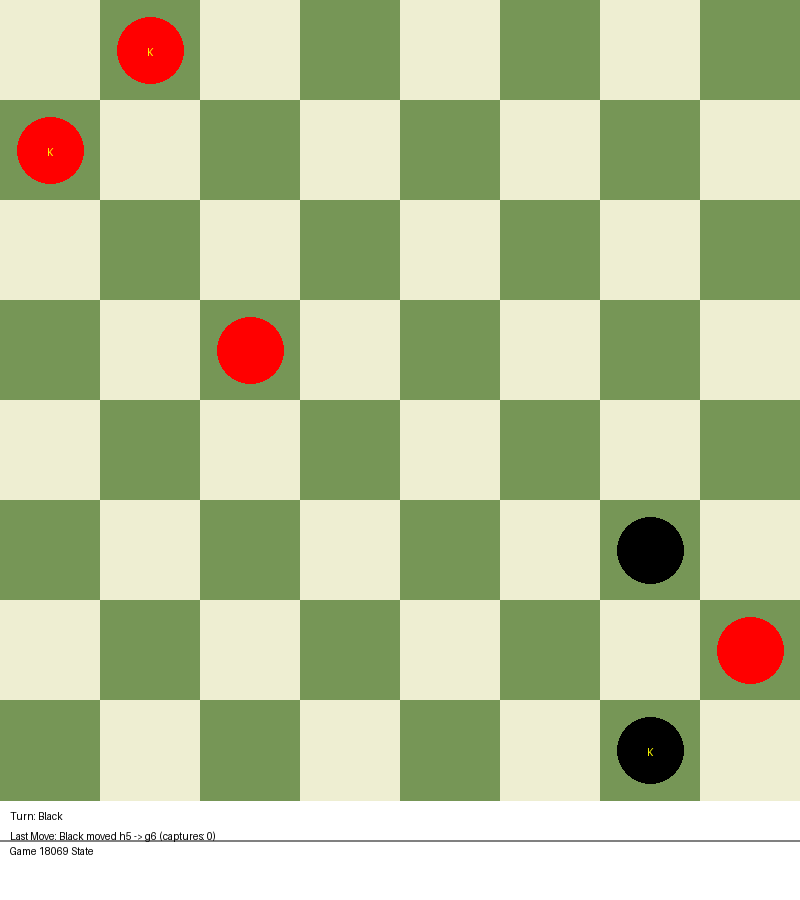 K
K
K
Turn: Black
Last Move: Black moved h5 -> g6 (captures: 0)
Game 18069 State